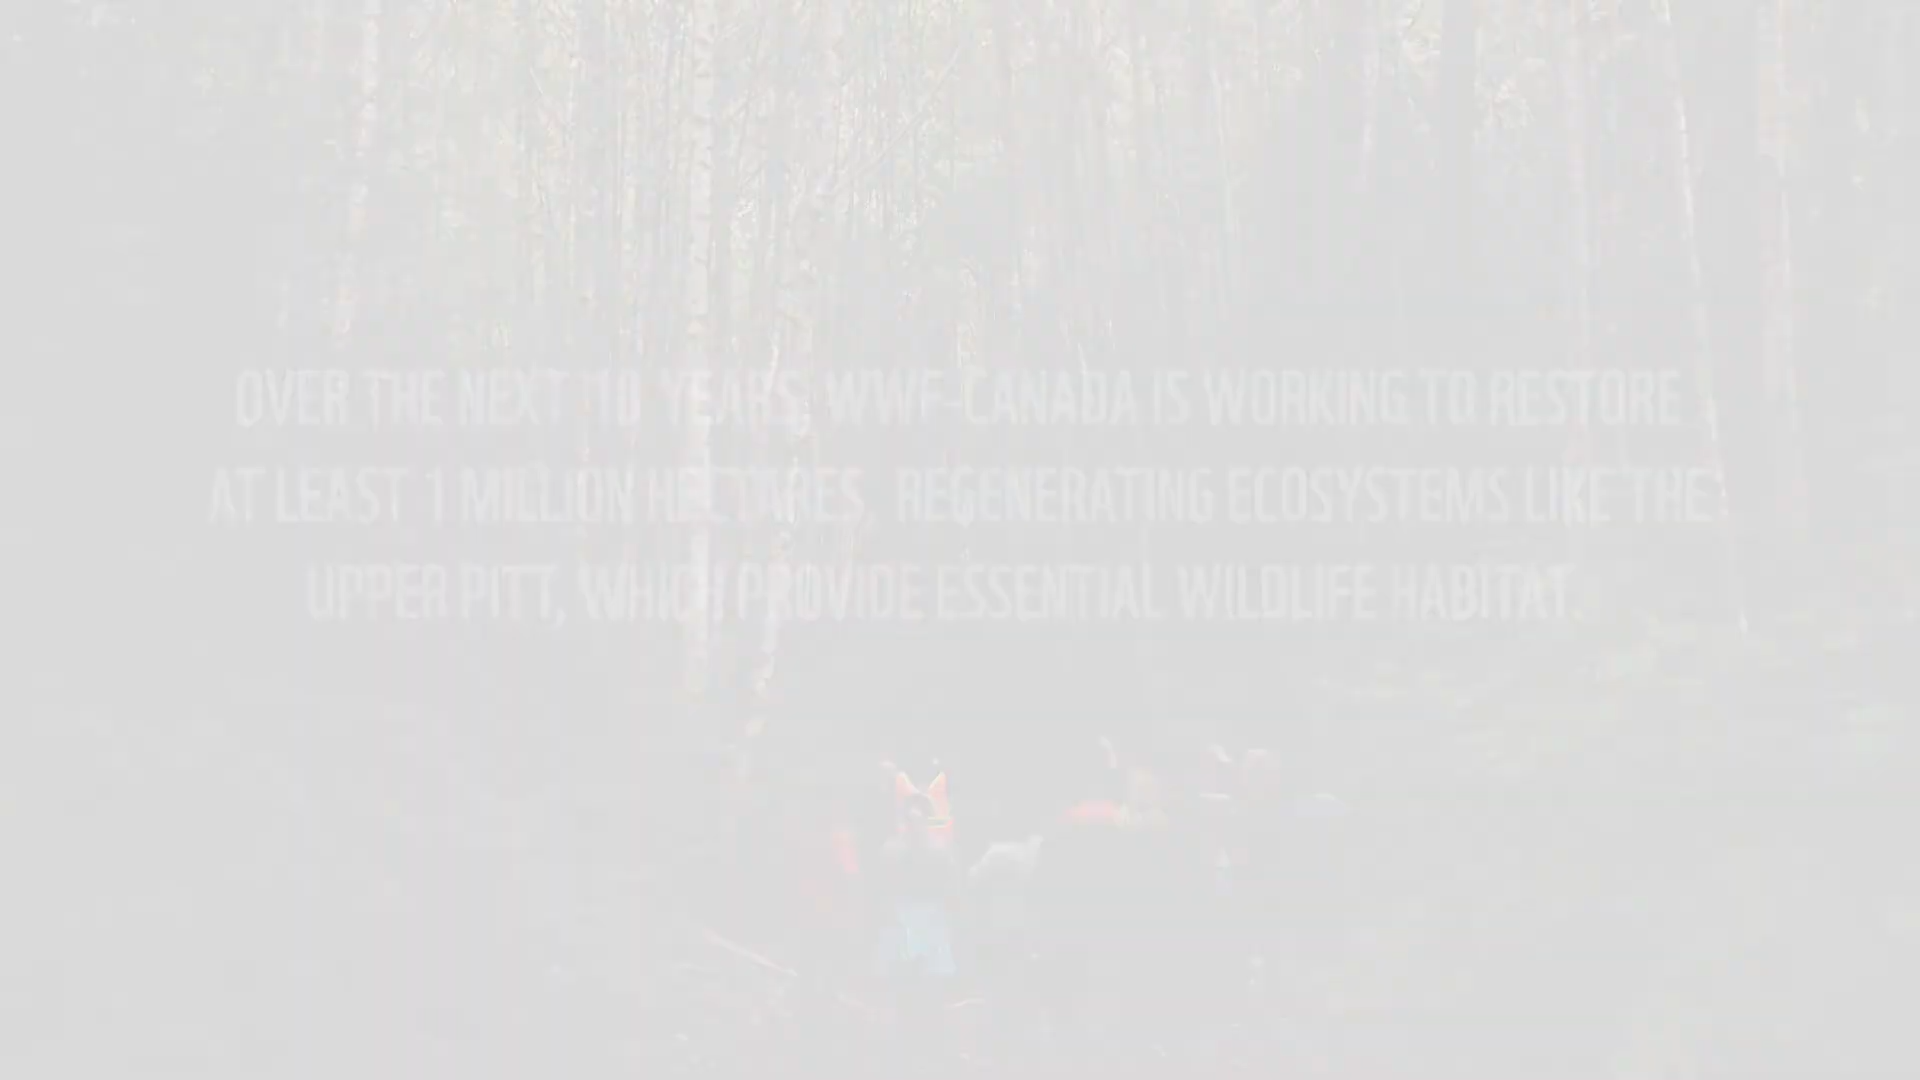 OVER THE NEXT 10 YEARS, WWF-CANADA IS WORKING TO RESTORE
AT LEAST 1 MILLION HECTARES, REGENERATING ECOSYSTEMS LIKE THE
UPPER PITT, WHICH PROVIDE ESSENTIAL WILDLIFE HABITAT.